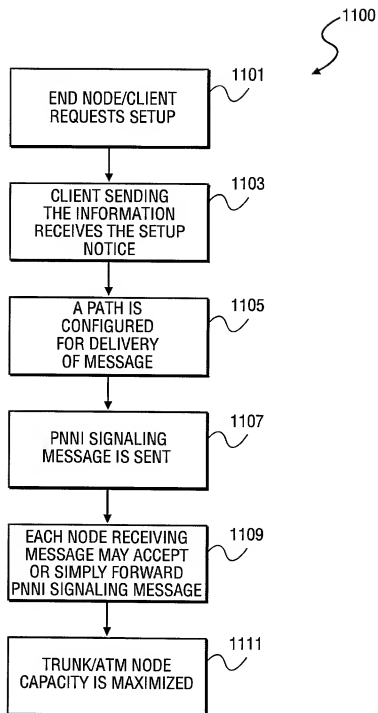 1100
1101
END NODE/CLIENT
REQUESTS SETUP
1103
CLIENT SENDING
THE INFORMATION
RECEIVES THE SETUP
NOTICE
1105
A PATH IS
CONFIGURED
FOR DELIVERY
OF MESSAGE
1107
PNNI SIGNALING
MESSAGE IS SENT
1109
EACH NODE RECEIVING
MESSAGE MAY ACCEPT
OR SIMPLY FORWARD
PNNI SIGNALING MESSAGE
1111
TRUNK/ATM NODE
CAPACITY IS MAXIMIZED